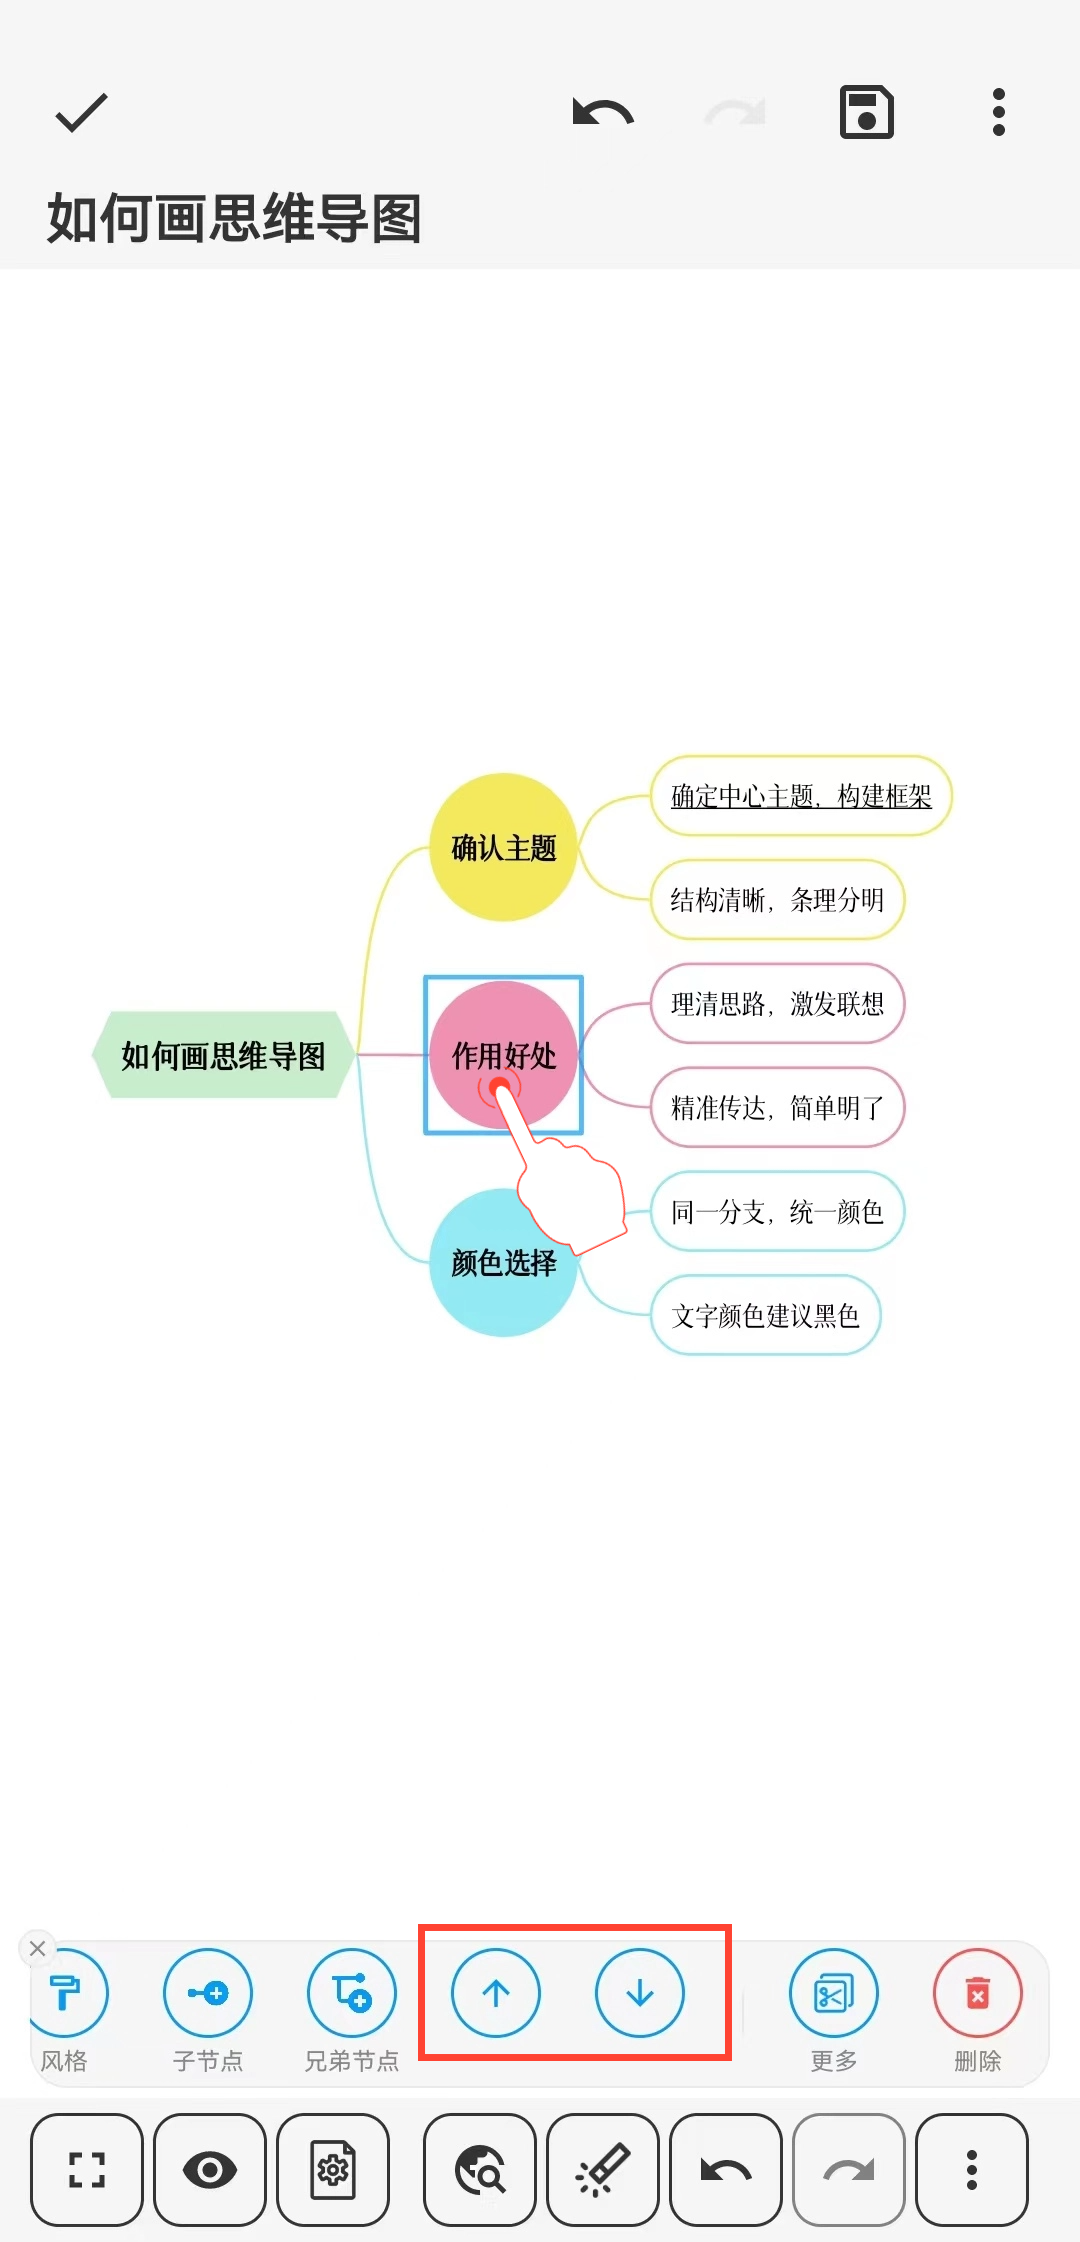 如何画思维导图
确定中心主题，构建框架
确认主题
结构清晰，条理分明
理清思路，激发联想
如何画思维导图
作用好处
精准传达，简单明了
同一分支，统一颜色
颜色选择
文字颜色建议黑色
风格 子节点 兄弟节点 更多 删除